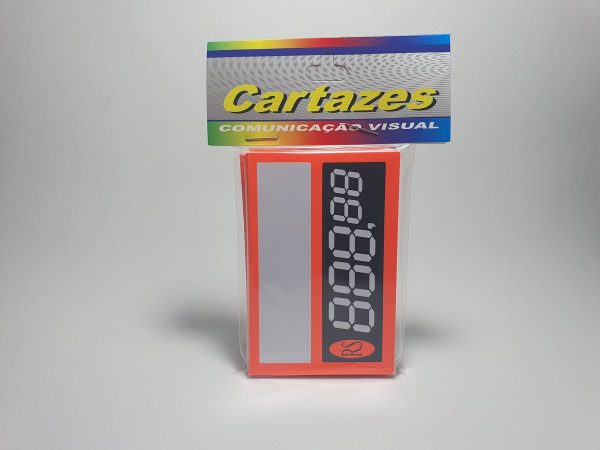 Cartazes
COMUNICAÇÃO VISUAL
R$ 888,88